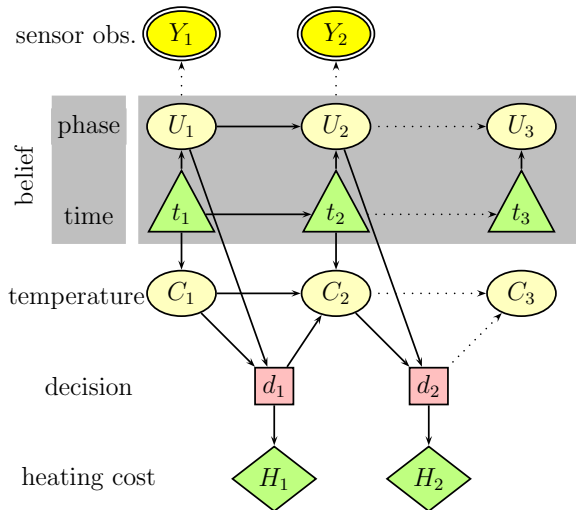 sensor obs. Y₁ Y₂
phase U₁ U₂ U₃
belief
time t₁ t₂ t₃
temperature C₁ C₂ C₃
decision d₁ d₂
heating cost H₁ H₂